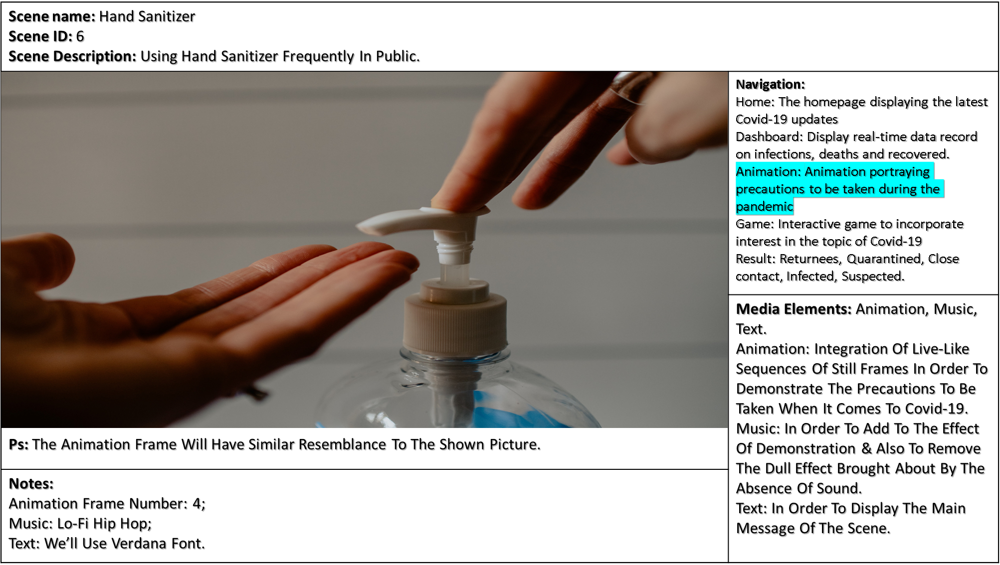 Scene name: Hand Sanitizer
Scene ID: 6
Scene Description: Using Hand Sanitizer Frequently In Public.
Navigation:
Home: The homepage displaying the latest
Covid-19 updates
Dashboard: Display real-time data record
on infections, deaths and recovered.
Animation: Animation portraying
precautions to be taken during the
pandemic
Game: Interactive game to incorporate
interest in the topic of Covid-19
Result: Returnees, Quarantined, Close
contact, Infected, Suspected.
Media Elements: Animation, Music,
Text.
Animation: Integration Of Live-Like
Sequences Of Still Frames In Order To
Demonstrate The Precautions To Be
Taken When It Comes To Covid-19.
Music: In Order To Add To The Effect
Of Demonstration & Also To Remove
The Dull Effect Brought About By The
Absence Of Sound.
Text: In Order To Display The Main
Message Of The Scene.
Ps: The Animation Frame Will Have Similar Resemblance To The Shown Picture.
Notes:
Animation Frame Number: 4;
Music: Lo-Fi Hip Hop;
Text: We’ll Use Verdana Font.